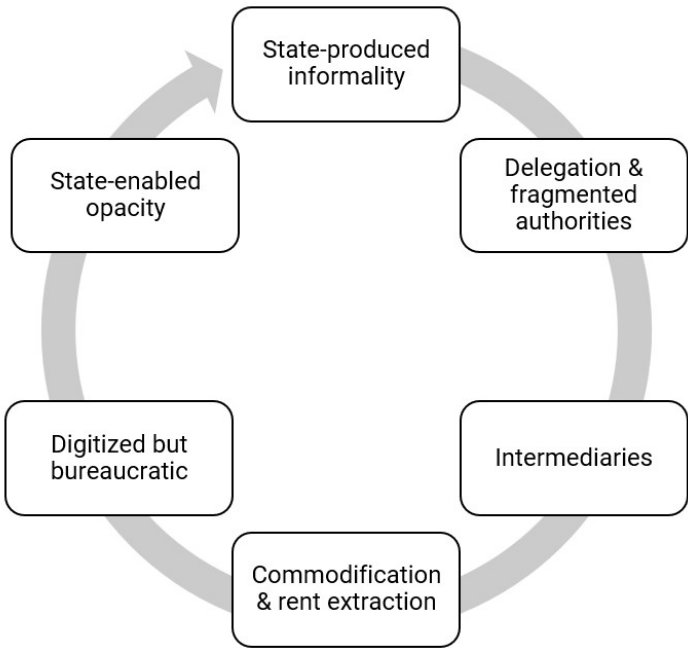 State-produced
informality
Delegation &
fragmented
authorities
Intermediaries
Commodification
& rent extraction
Digitized but
bureaucratic
State-enabled
opacity